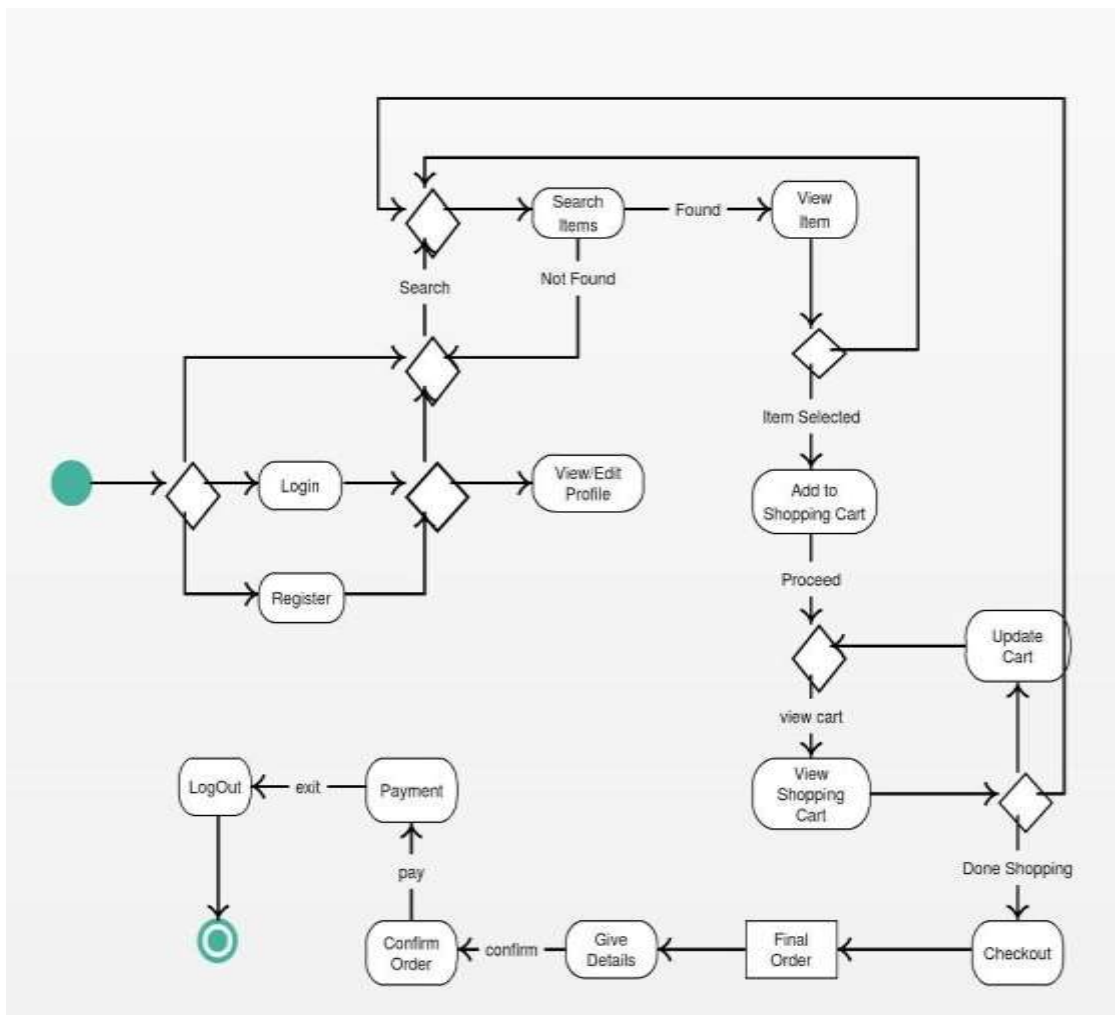 Search
Items
Found
View
Item
Not Found
Search
Item Selected
Login
View/Edit
Profile
Add to
Shopping Cart
Register
Proceed
Update
Cart
view cart
View
Shopping
Cart
LogOut
exit
Payment
pay
Done Shopping
Confirm
Order
confirm
Give
Details
Final
Order
Checkout